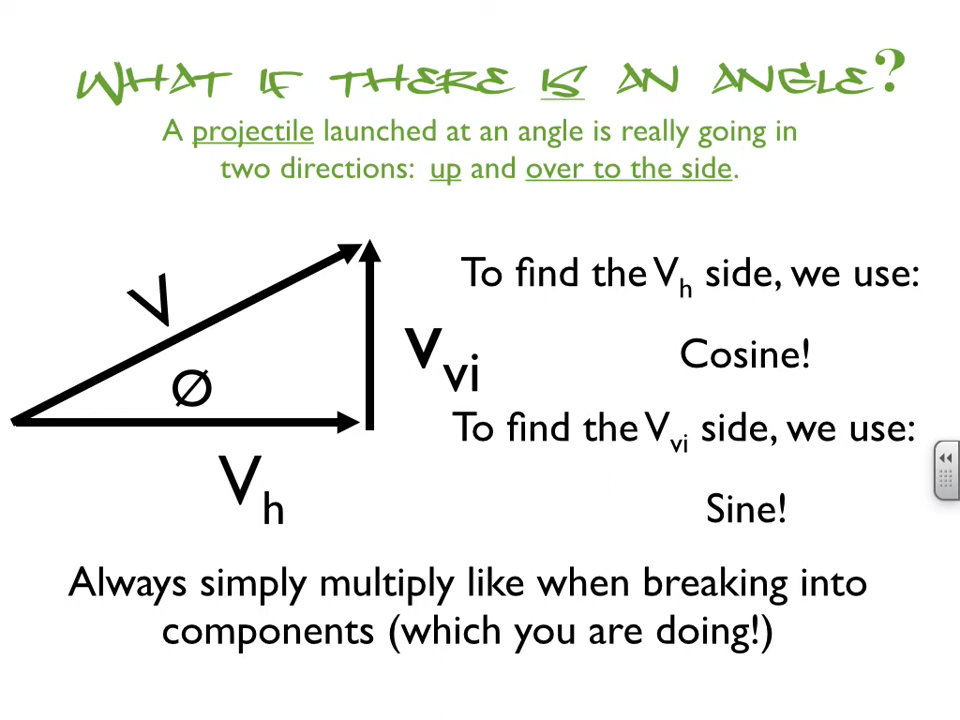 WHAT IF THERE IS AN ANGLE?
A projectile launched at an angle is really going in
two directions: up and over to the side.
To find the Vh side, we use:
V
Cosine!
vvi
Ø
To find the Vvi side, we use:
Vh
Sine!
Always simply multiply like when breaking into
components (which you are doing!)